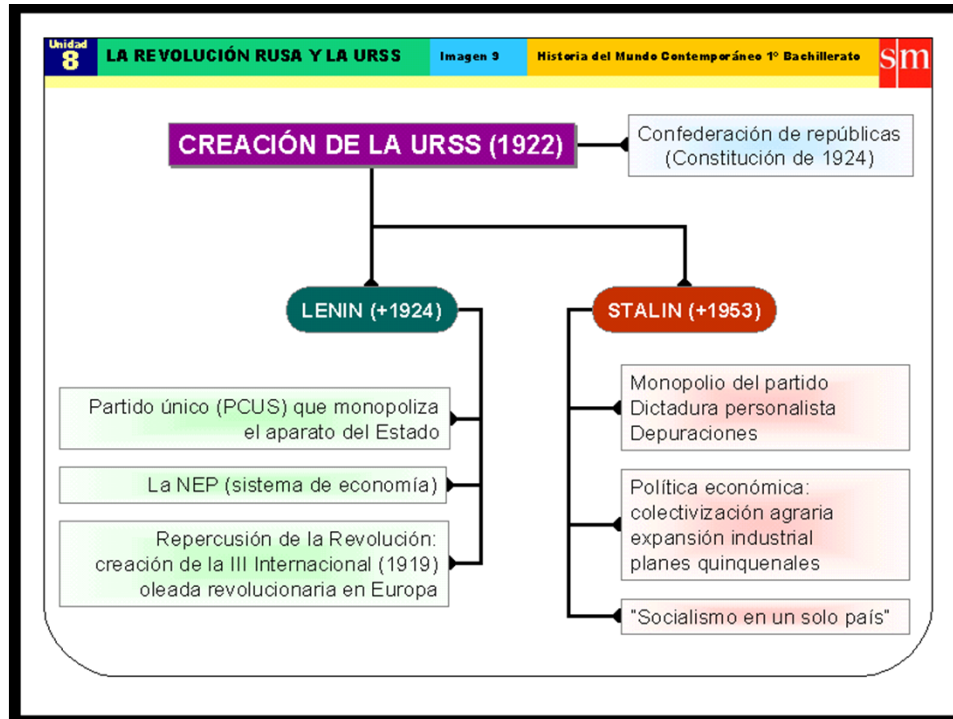 Unidad
8
LA REVOLUCIÓN RUSA Y LA URSS
Imagen 9
Historia del Mundo Contemporáneo 1º Bachillerato
sm
CREACIÓN DE LA URSS (1922)
Confederación de repúblicas
(Constitución de 1924)
LENIN (+1924)
STALIN (+1953)
Partido único (PCUS) que monopoliza
el aparato del Estado
La NEP (sistema de economía)
Repercusión de la Revolución:
creación de la III Internacional (1919)
oleada revolucionaria en Europa
Monopolio del partido
Dictadura personalista
Depuraciones
Política económica:
colectivización agraria
expansión industrial
planes quinquenales
"Socialismo en un solo país"